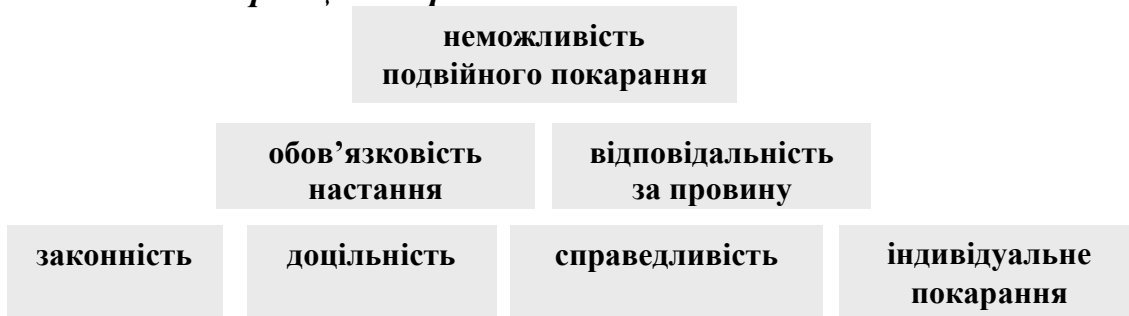 неможливість
подвійного покарання
обов’язковість
настання
відповідальність
за провину
законність
доцільність
справедливість
індивідуальне
покарання